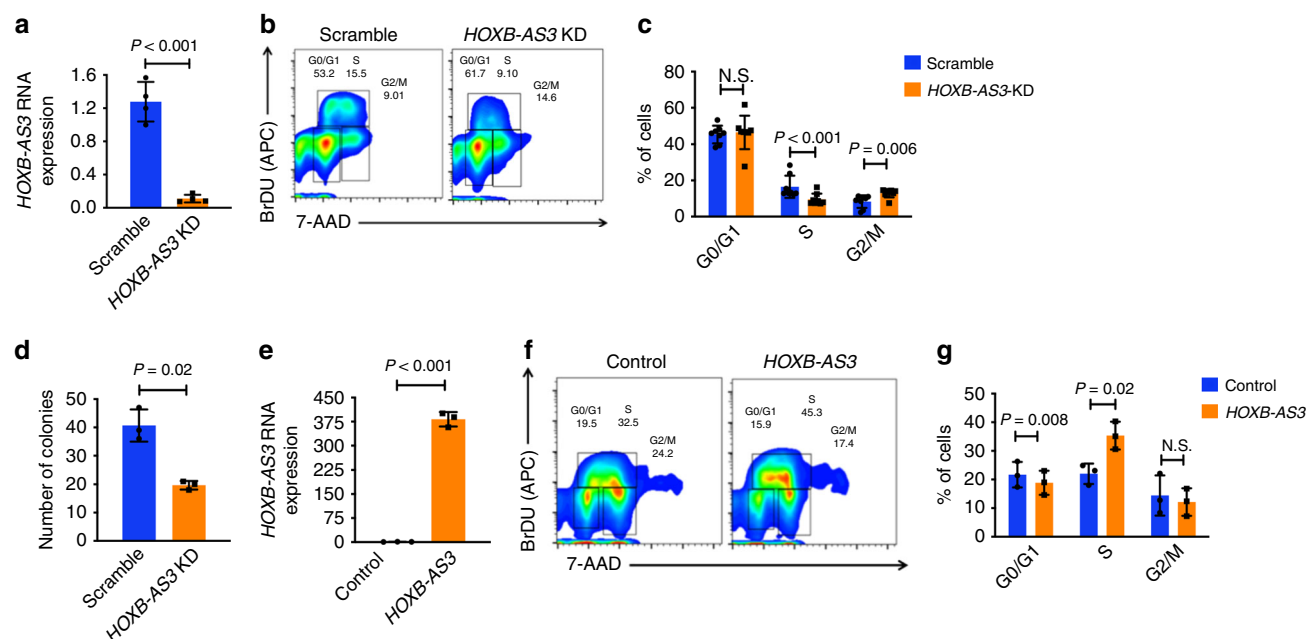 a
P < 0.001
HOXB-AS3 RNA
expression
1.6
1.2
0.8
0.4
0.0
Scramble
HOXB-AS3 KD
b
Scramble
HOXB-AS3 KD
G0/G1 S
53.2 15.5
G2/M
9.01
G0/G1 S
61.7 9.10
G2/M
14.6
BrDU (APC)
7-AAD
c
Scramble
HOXB-AS3-KD
% of cells
80
60
40
20
0
N.S.
P < 0.001
P = 0.006
G0/G1
S
G2/M
d
P = 0.02
Number of colonies
50
40
30
20
10
0
Scramble
HOXB-AS3 KD
e
P < 0.001
HOXB-AS3 RNA
expression
450
375
300
225
150
75
0
Control
HOXB-AS3
f
Control
HOXB-AS3
G0/G1 S
19.5 32.5
G2/M
24.2
S
45.3
G0/G1
15.9
G2/M
17.4
BrDU (APC)
7-AAD
g
Control
HOXB-AS3
% of cells
50
40
30
20
10
0
P = 0.008
P = 0.02
N.S.
G0/G1
S
G2/M